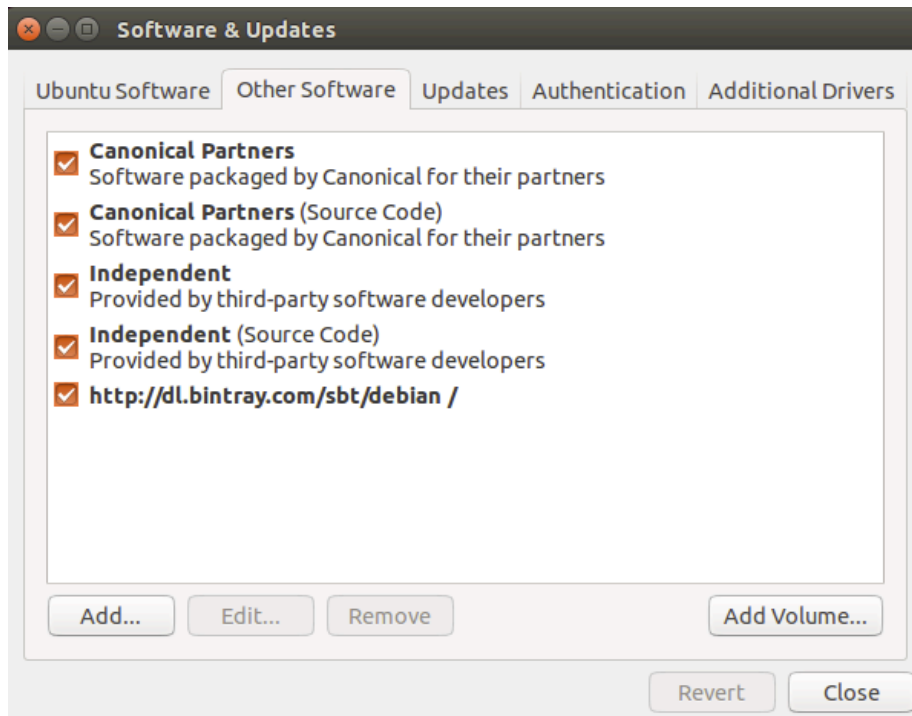 Software & Updates
Ubuntu Software Other Software Updates Authentication Additional Drivers
Canonical Partners
Software packaged by Canonical for their partners
Canonical Partners (Source Code)
Software packaged by Canonical for their partners
Independent
Provided by third-party software developers
Independent (Source Code)
Provided by third-party software developers
http://dl.bintray.com/sbt/debian /
Add... Edit... Remove Add Volume...
Revert Close